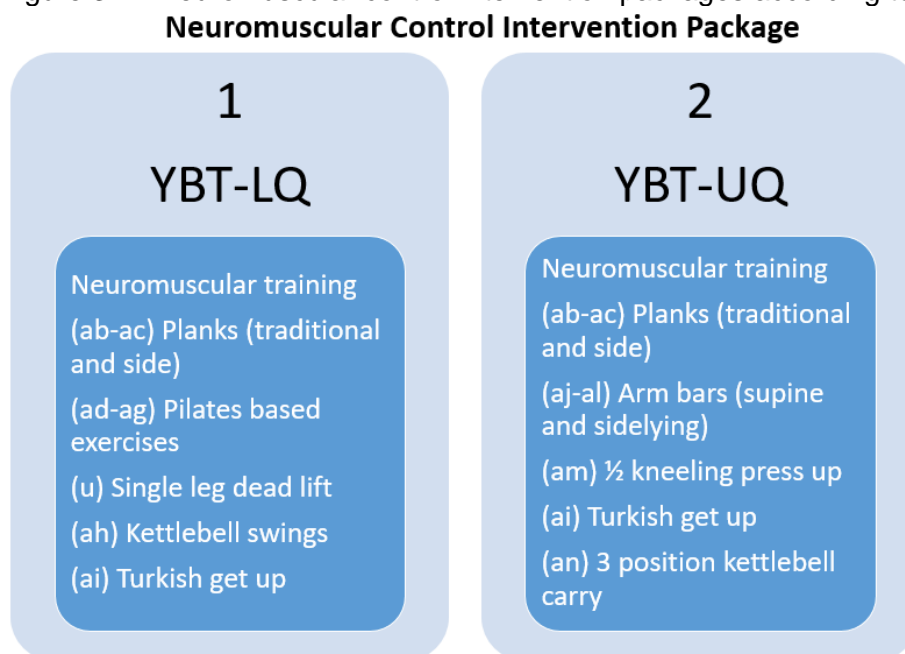 Neuromuscular Control Intervention Package
1
YBT-LQ
Neuromuscular training
(ab-ac) Planks (traditional
and side)
(ad-ag) Pilates based
exercises
(u) Single leg dead lift
(ah) Kettlebell swings
(ai) Turkish get up
2
YBT-UQ
Neuromuscular training
(ab-ac) Planks (traditional
and side)
(aj-al) Arm bars (supine
and sidelying)
(am) ½ kneeling press up
(ai) Turkish get up
(an) 3 position kettlebell
carry